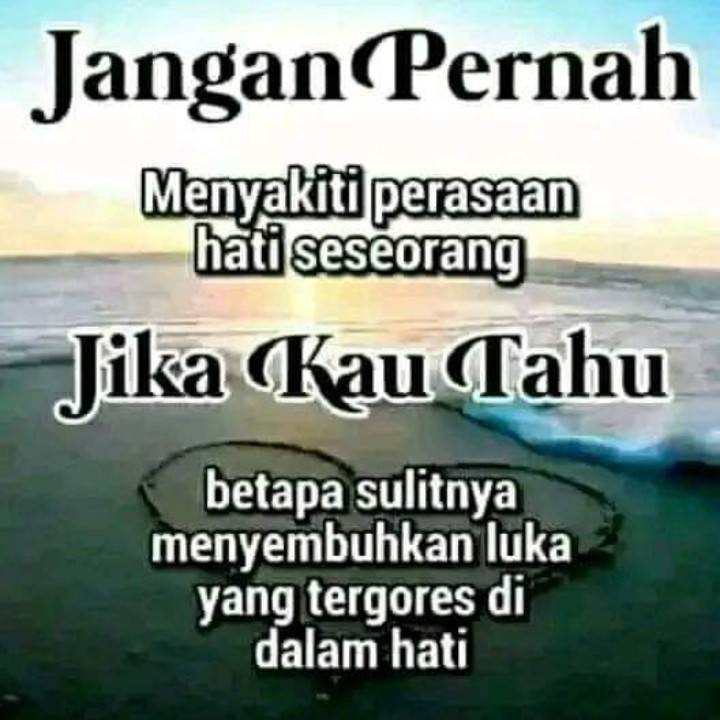 Jangan Pernah
Menyakiti perasaan
hati seseorang
Jika Kau Tahu
betapa sulitnya
menyembuhkan luka
yang tergores di
dalam hati